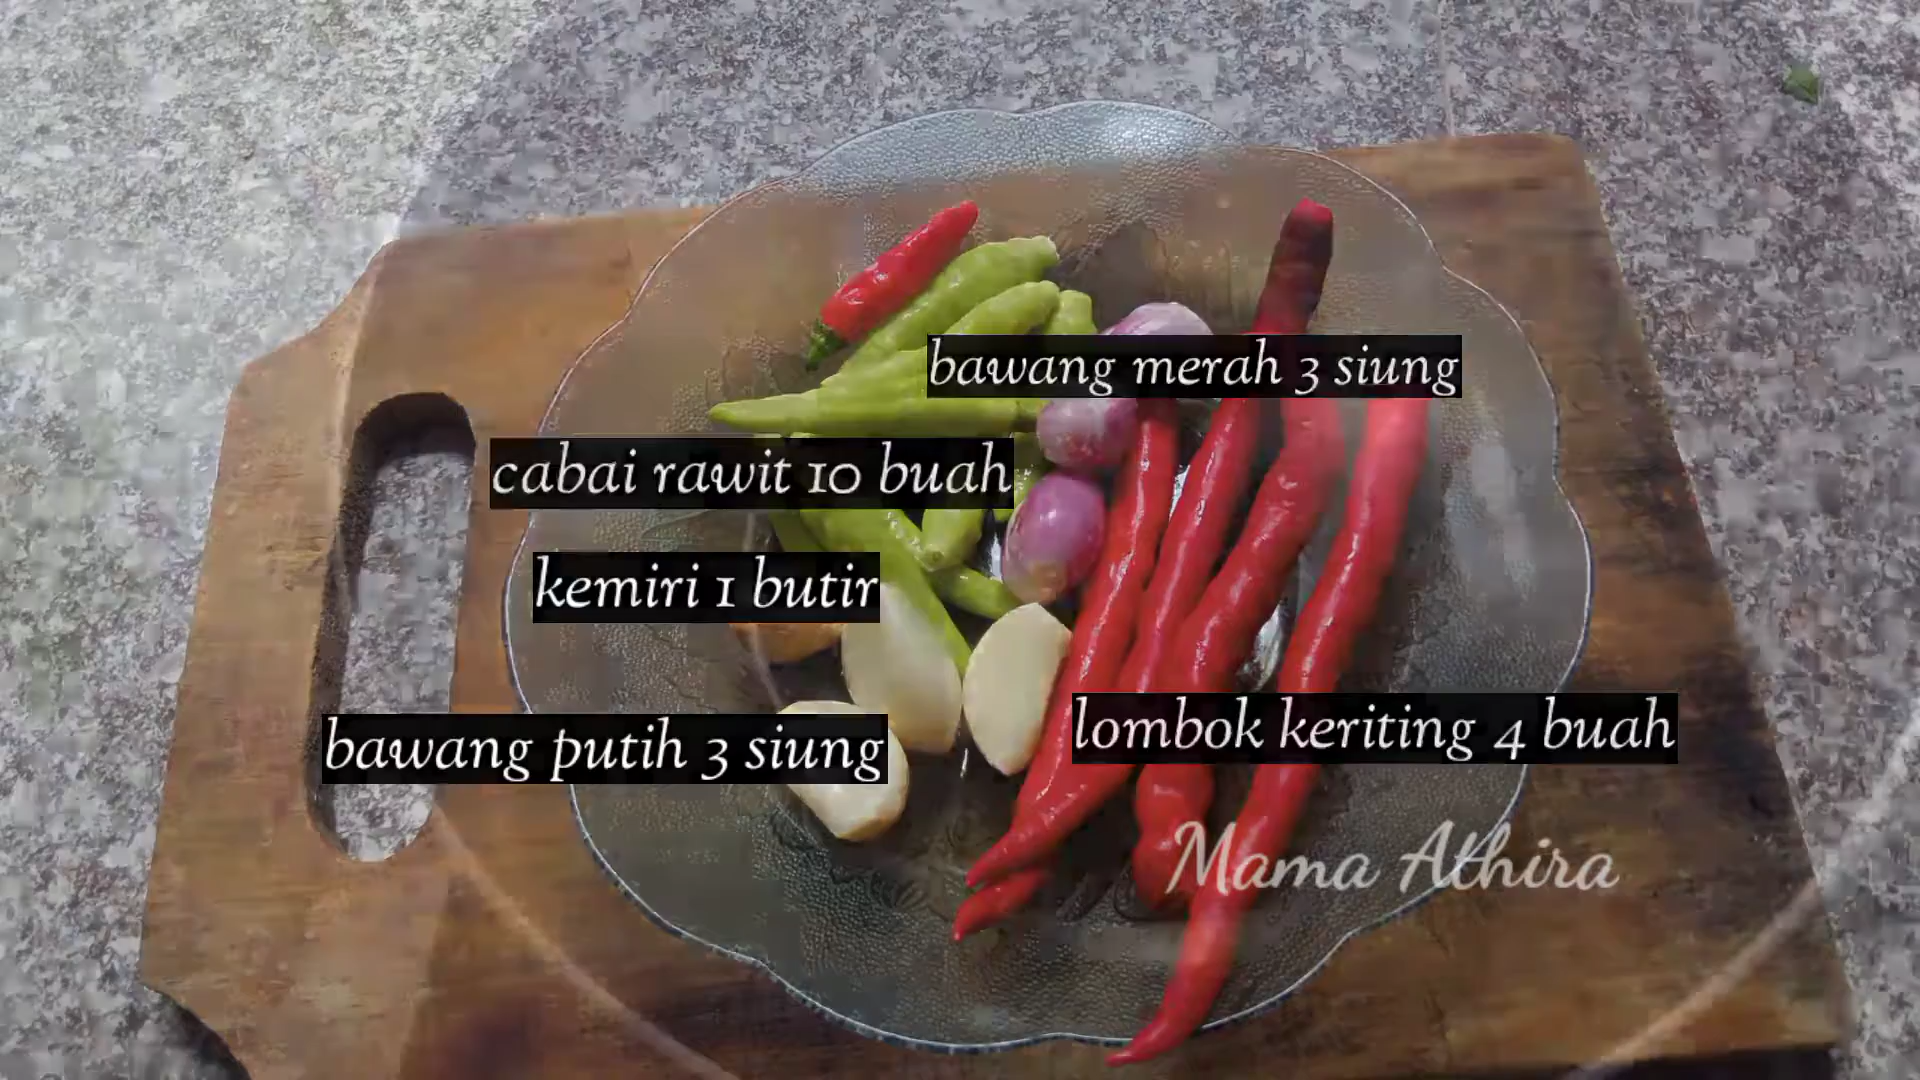 bawang merah 3 siung
cabai rawit 10 buah
kemiri 1 butir
bawang putih 3 siung
lombok keriting 4 buah
Mama Athira